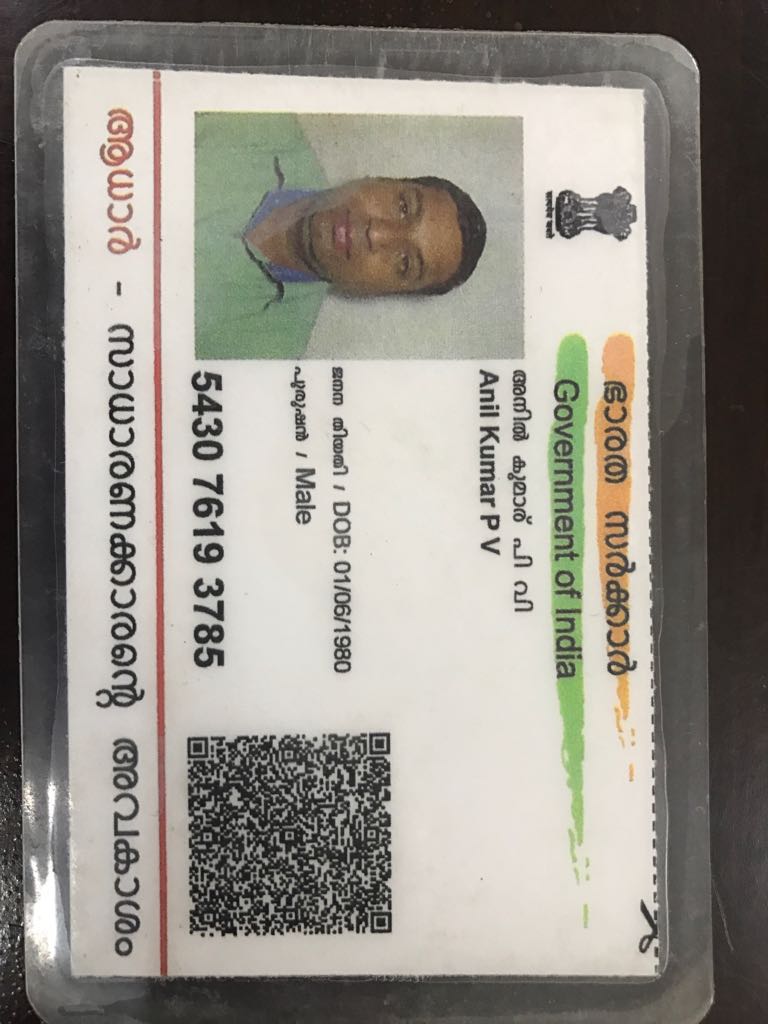 ഭാരത സർക്കാർ
Government of India
അനിൽ കുമാര് പി വി
Anil Kumar P V
ജനന തിയതി / DOB: 01/06/1980
പുരുഷൻ / Male
5430 7619 3785
ആധാർ - സാധാരണക്കാരന്റെ അവകാശം